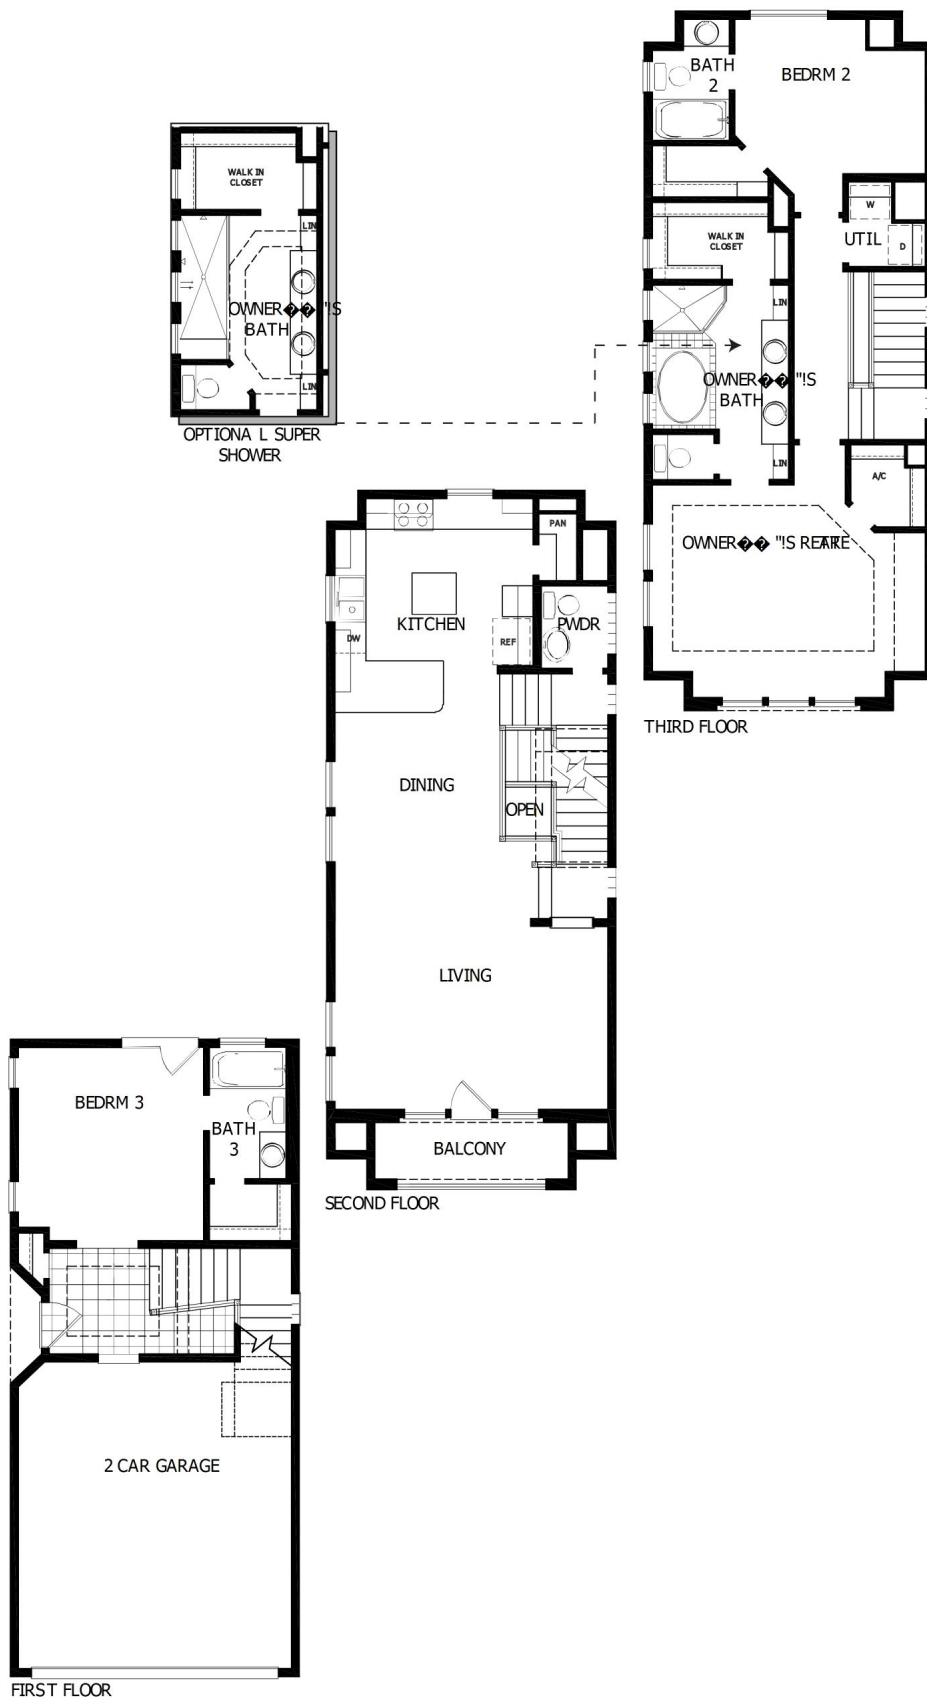 BATH
2
BEDRM 2
W
UTIL
D
WALK IN
CLOSET
LIN
OWNER��"!S
BATH
LIN
A/C
OWNER��"!S
THIRD FLOOR
WALK IN
CLOSET
LIN
OWNER��"!S
BATH
LIN
OPTIONA L SUPER
SHOWER
PAN
KITCHEN
DW
REF
PWDR
DINING
OPEN
LIVING
BALCONY
SECOND FLOOR
BEDRM 3
BATH
3
2 CAR GARAGE
FIRST FLOOR